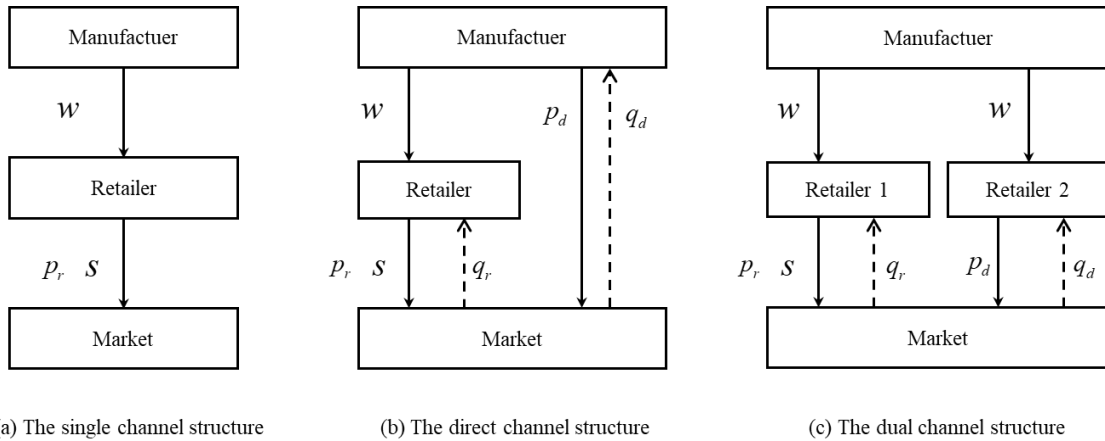 Manufactuer
w
Retailer
p_r s
Market
(a) The single channel structure
Manufactuer
w
p_d q_d
Retailer
p_r s q_r
Market
(b) The direct channel structure
Manufactuer
w w
Retailer 1 Retailer 2
p_r s q_r p_d q_d
Market
(c) The dual channel structure